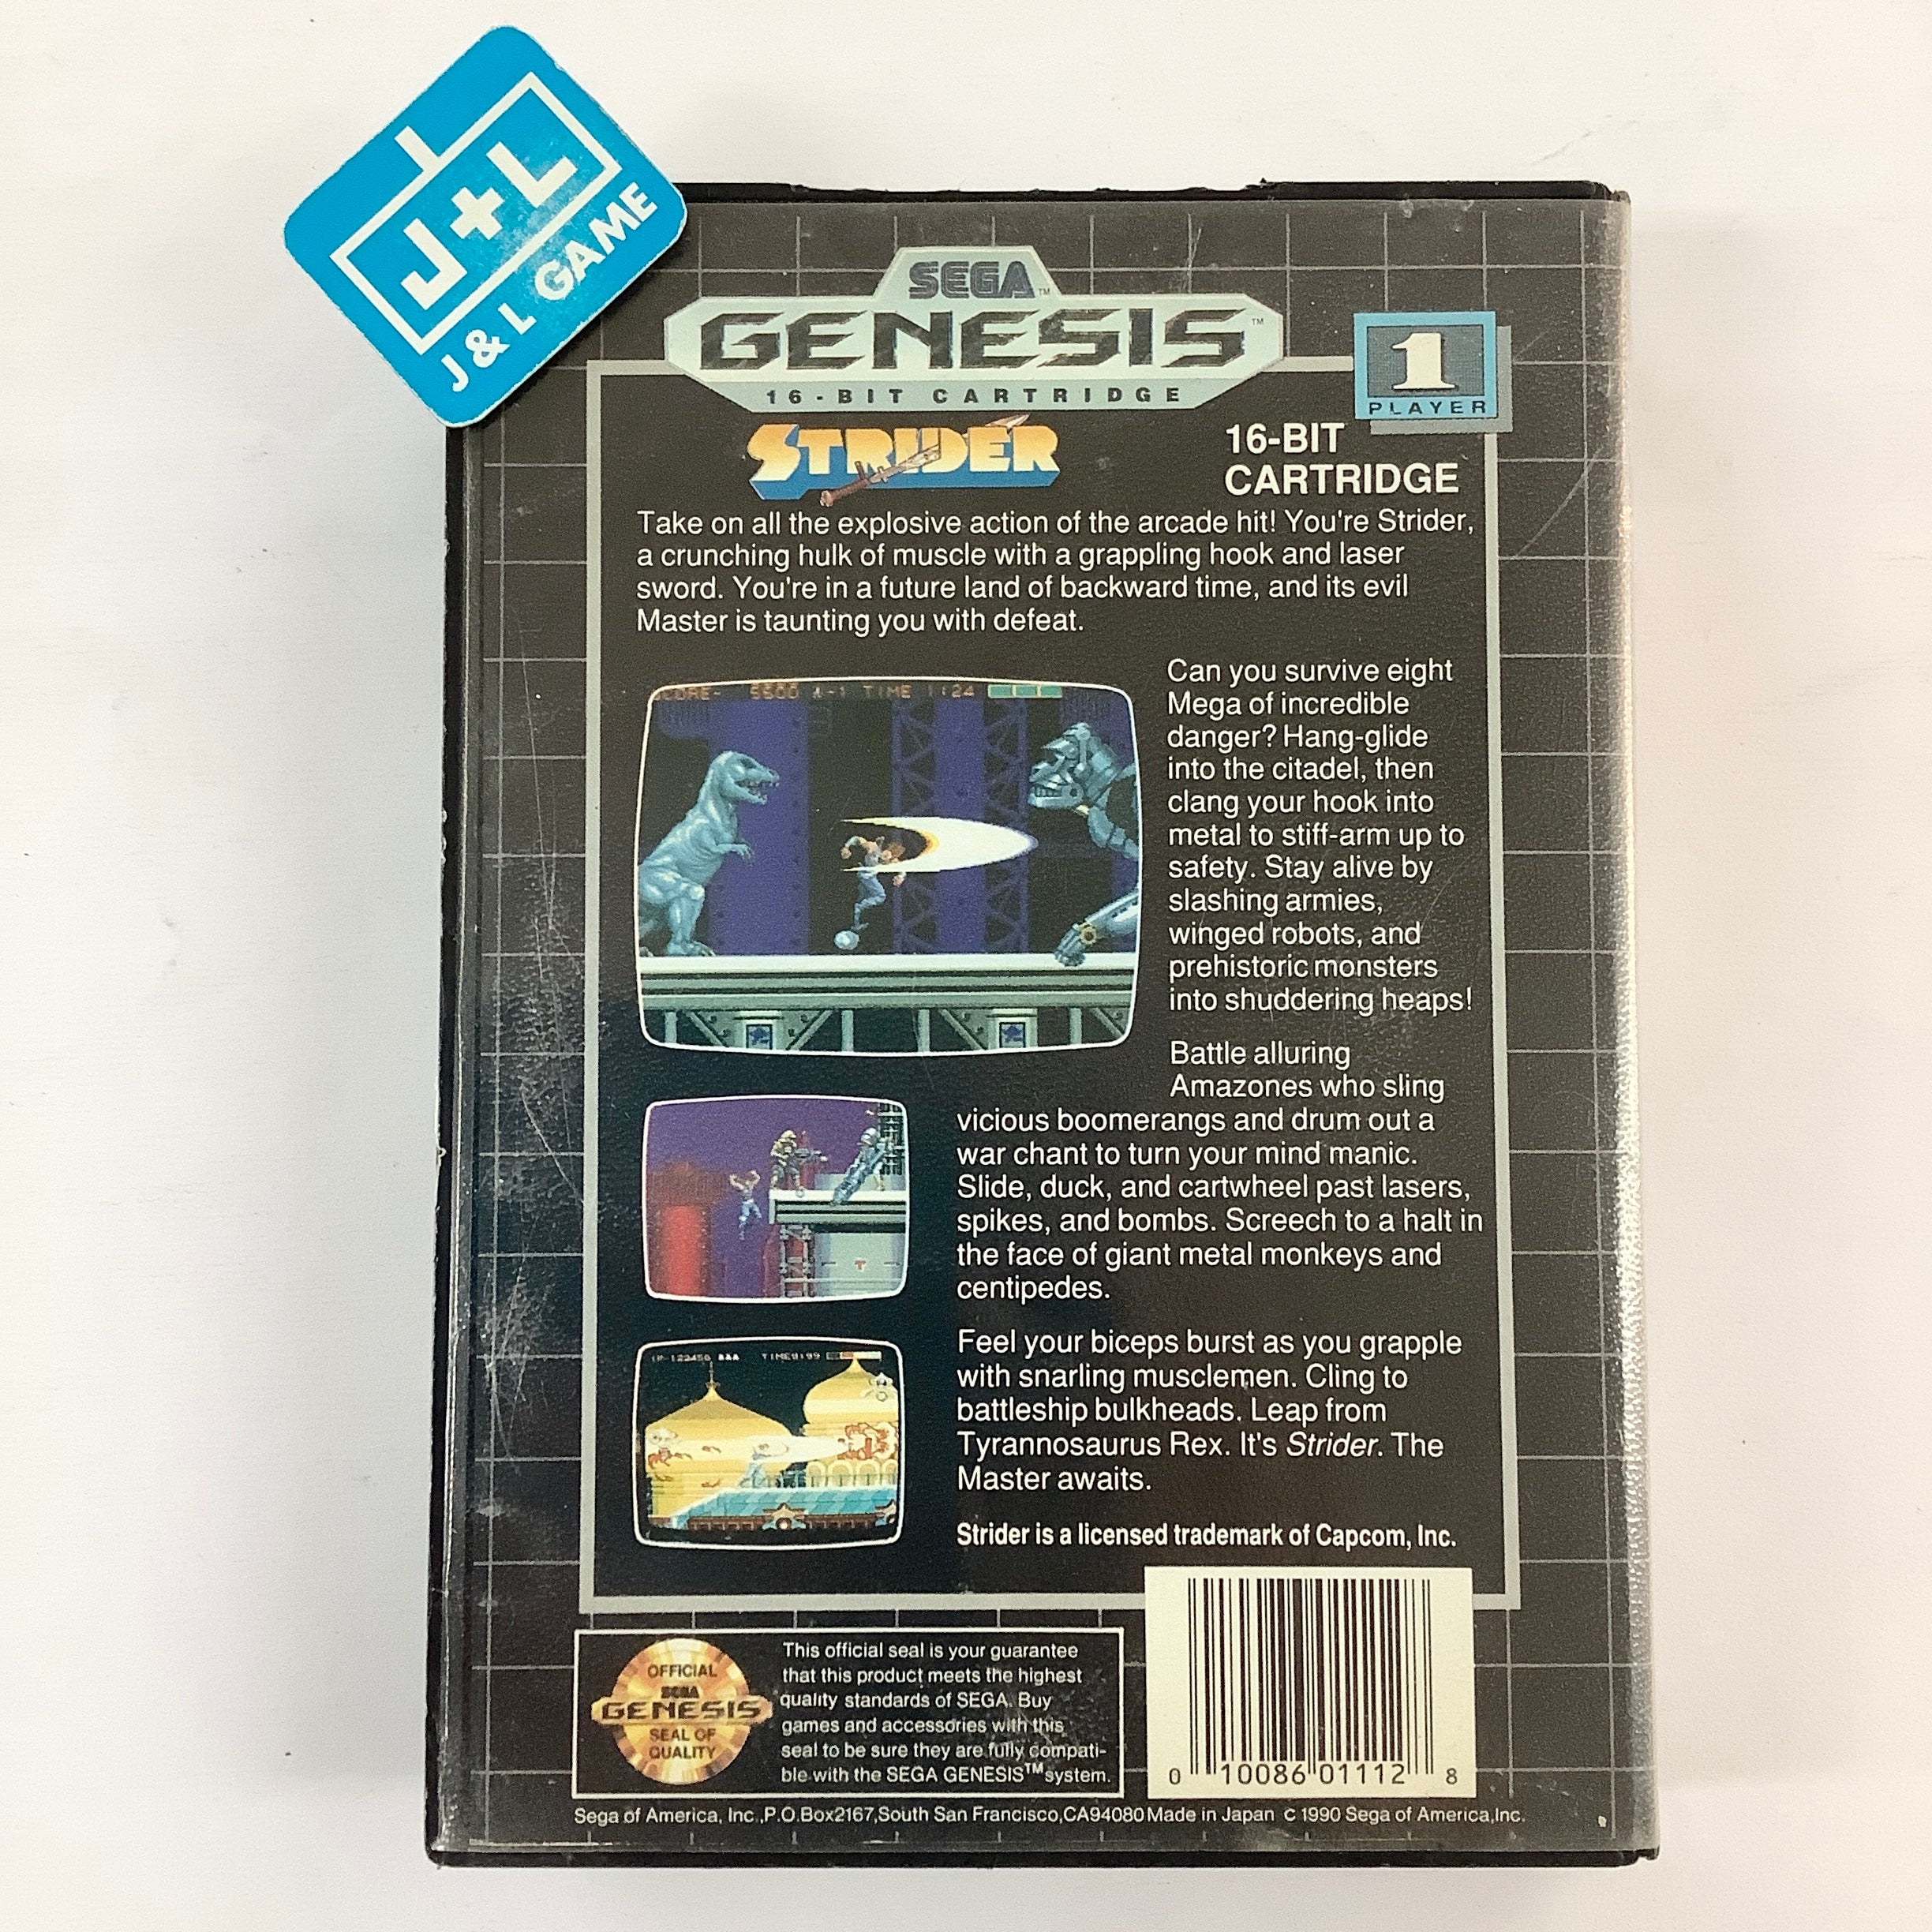 J+L
J & L GAME
SEGA™
GENESIS™
16-BIT CARTRIDGE
1
PLAYER
STRIDER
16-BIT
CARTRIDGE
Take on all the explosive action of the arcade hit! You're Strider,
a crunching hulk of muscle with a grappling hook and laser
sword. You're in a future land of backward time, and its evil
Master is taunting you with defeat.
5500 TIME 1:24
Can you survive eight
Mega of incredible
danger? Hang-glide
into the citadel, then
clang your hook into
metal to stiff-arm up to
safety. Stay alive by
slashing armies,
winged robots, and
prehistoric monsters
into shuddering heaps!
Battle alluring
Amazones who sling
vicious boomerangs and drum out a
war chant to turn your mind manic.
Slide, duck, and cartwheel past lasers,
spikes, and bombs. Screech to a halt in
the face of giant metal monkeys and
centipedes.
Feel your biceps burst as you grapple
with snarling musclemen. Cling to
battleship bulkheads. Leap from
Tyrannosaurus Rex. It's Strider. The
Master awaits.
Strider is a licensed trademark of Capcom, Inc.
OFFICIAL
SEGA
GENESIS
SEAL OF
QUALITY
This official seal is your guarantee
that this product meets the highest
quality standards of SEGA. Buy
games and accessories with this
seal to be sure they are fully compati-
ble with the SEGA GENESIS™ system.
0 10086 01112 8
Sega of America, Inc.,P.O.Box2167,South San Francisco,CA94080 Made in Japan c 1990 Sega of America,Inc.